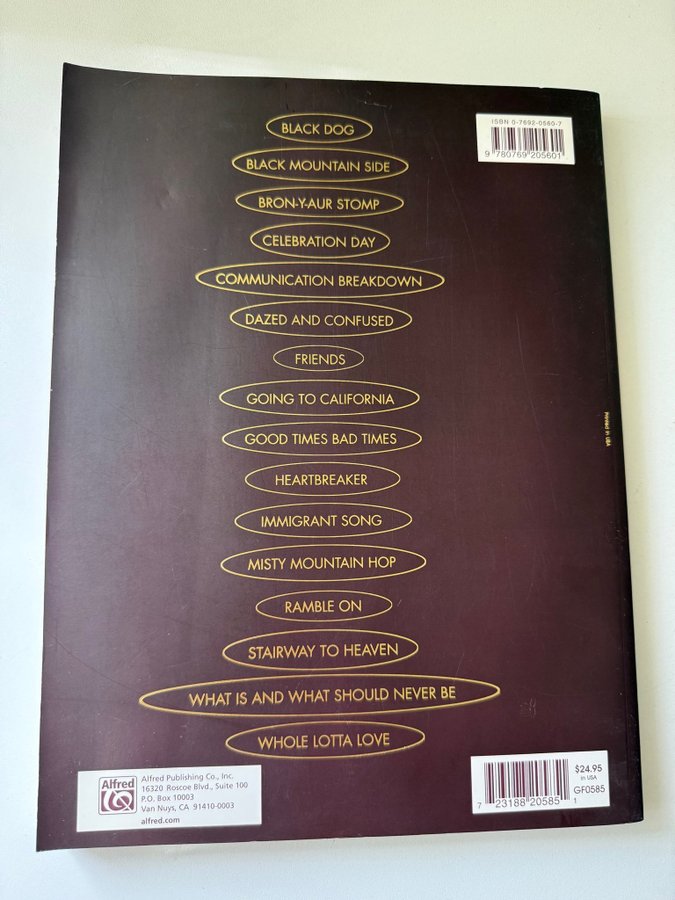 ISBN 0-7692-0560-7
9 780769 205601
BLACK DOG
BLACK MOUNTAIN SIDE
BRON-Y-AUR STOMP
CELEBRATION DAY
COMMUNICATION BREAKDOWN
DAZED AND CONFUSED
FRIENDS
GOING TO CALIFORNIA
GOOD TIMES BAD TIMES
HEARTBREAKER
IMMIGRANT SONG
MISTY MOUNTAIN HOP
RAMBLE ON
STAIRWAY TO HEAVEN
WHAT IS AND WHAT SHOULD NEVER BE
WHOLE LOTTA LOVE
Printed in USA
Alfred
Alfred Publishing Co., Inc.
16320 Roscoe Blvd., Suite 100
P.O. Box 10003
Van Nuys, CA 91410-0003
alfred.com
$24.95
in USA
GF0585
7 23188 20585 1